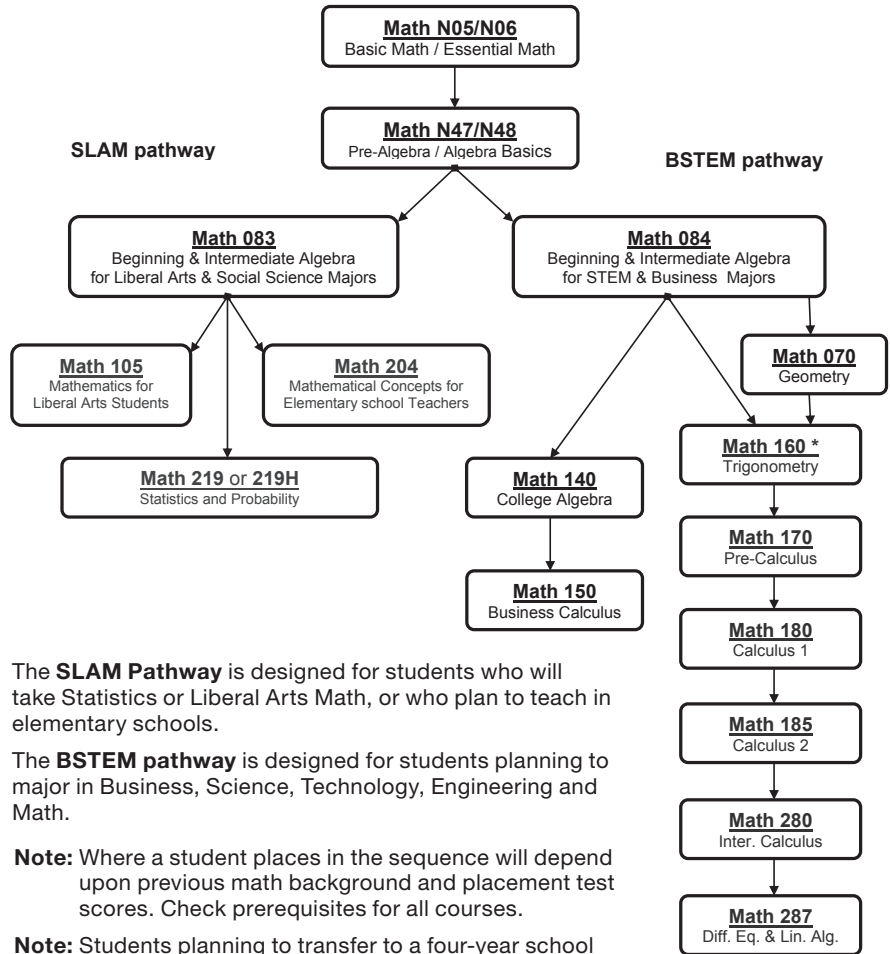 Math N05/N06
Basic Math / Essential Math
Math N47/N48
Pre-Algebra / Algebra Basics
SLAM pathway
BSTEM pathway
Math 083
Beginning & Intermediate Algebra
for Liberal Arts & Social Science Majors
Math 084
Beginning & Intermediate Algebra
for STEM & Business Majors
Math 105
Mathematics for
Liberal Arts Students
Math 204
Mathematical Concepts for
Elementary school Teachers
Math 070
Geometry
Math 219 or 219H
Statistics and Probability
Math 140
College Algebra
Math 160 *
Trigonometry
Math 150
Business Calculus
Math 170
Pre-Calculus
Math 180
Calculus 1
Math 185
Calculus 2
Math 280
Inter. Calculus
Math 287
Diff. Eq. & Lin. Alg.
The SLAM Pathway is designed for students who will
take Statistics or Liberal Arts Math, or who plan to teach in
elementary schools.
The BSTEM pathway is designed for students planning to
major in Business, Science, Technology, Engineering and
Math.
Note: Where a student places in the sequence will depend
upon previous math background and placement test
scores. Check prerequisites for all courses.
Note: Students planning to transfer to a four-year school